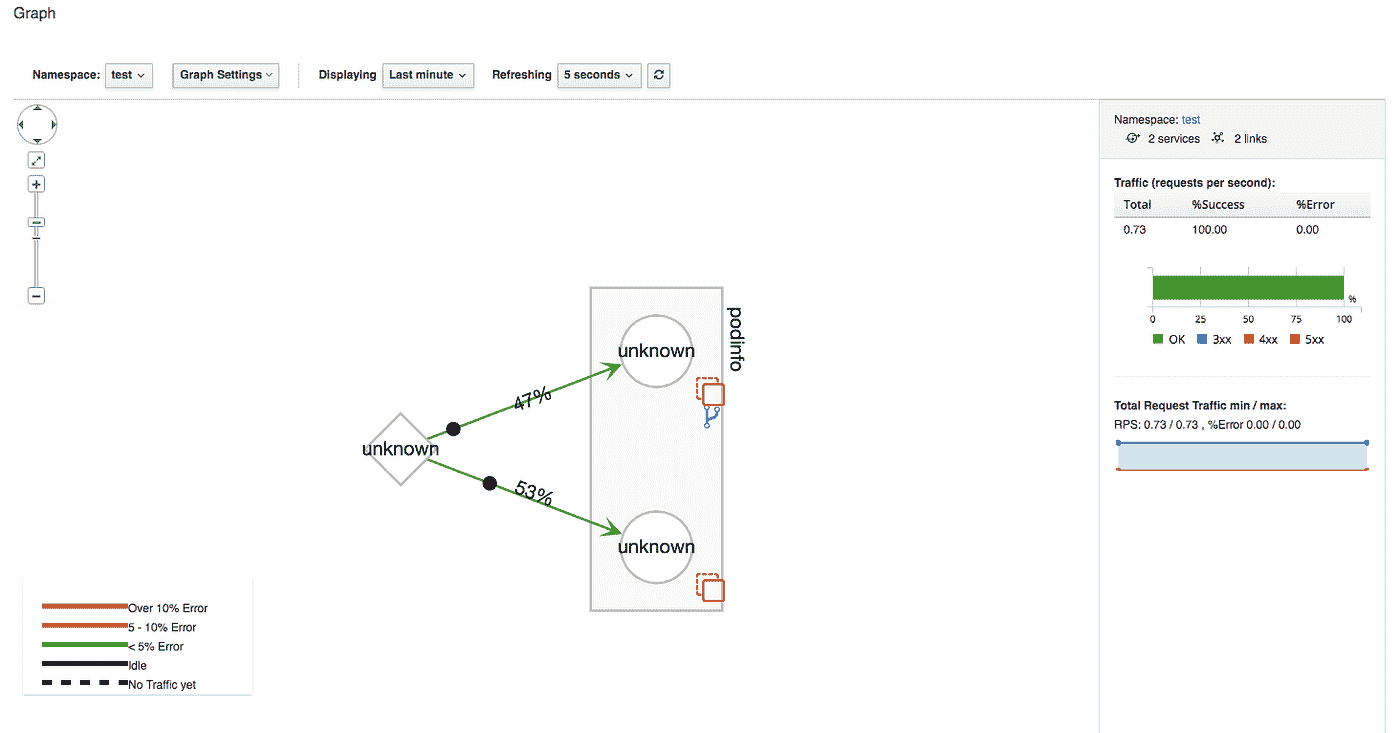 Graph
Namespace: test Graph Settings Displaying Last minute Refreshing 5 seconds
Namespace: test
2 services 2 links
Traffic (requests per second):
Total %Success %Error
0.73 100.00 0.00
%
0 25 50 75 100
OK 3xx 4xx 5xx
Total Request Traffic min / max:
RPS: 0.73 / 0.73 , %Error 0.00 / 0.00
podinfo
unknown
47%
unknown
53%
unknown
Over 10% Error
5 - 10% Error
< 5% Error
Idle
No Traffic yet